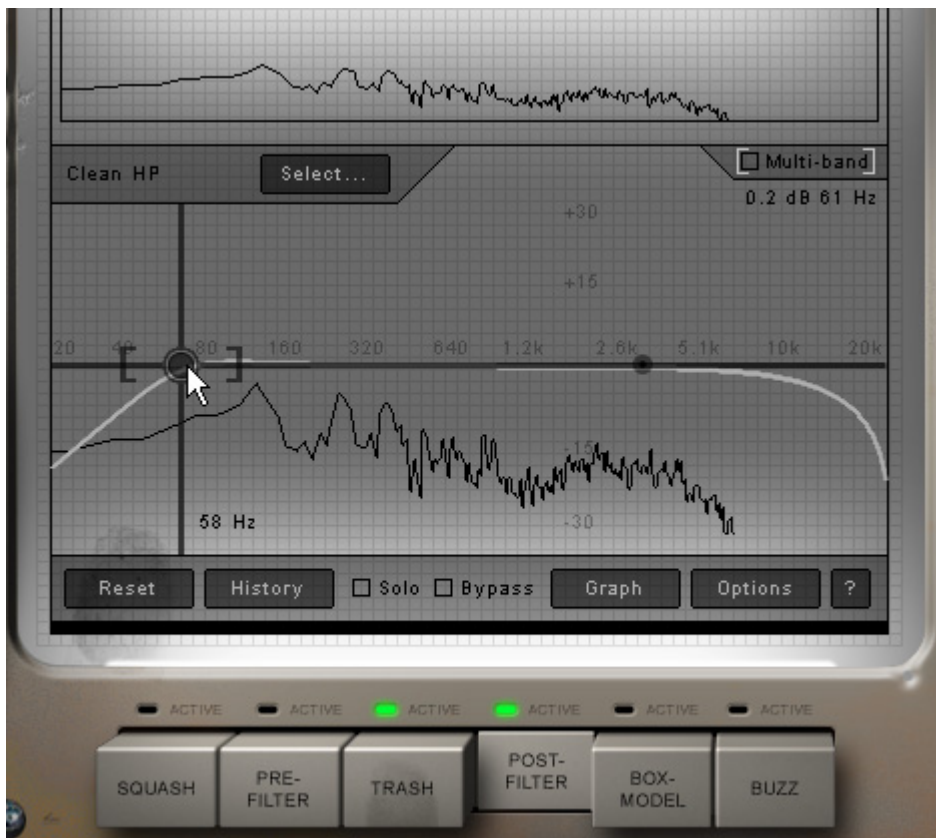 Clean HP Select... Multi-band
0.2 dB 61 Hz
+30
+15
20 40 80 160 320 640 1.2k 2.6k 5.1k 10k 20k
-15
58 Hz -30
Reset History Solo Bypass Graph Options ?
ACTIVE ACTIVE ACTIVE ACTIVE ACTIVE ACTIVE
SQUASH PRE-FILTER TRASH POST-FILTER BOX-MODEL BUZZ